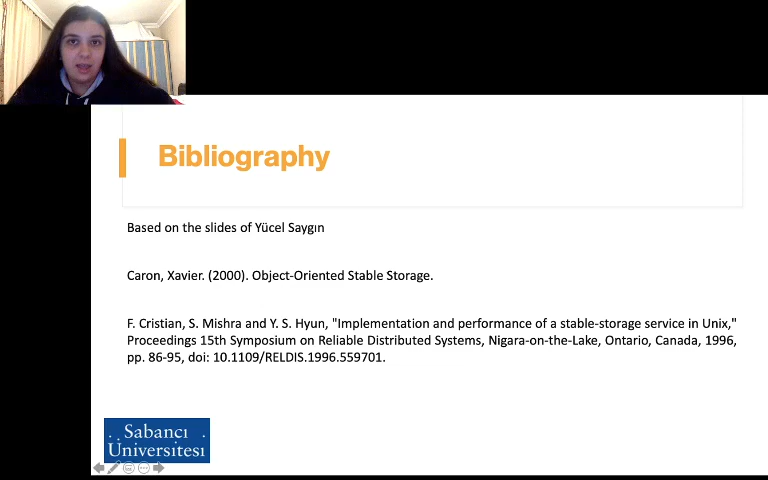 Bibliography
Based on the slides of Yücel Saygın
Caron, Xavier. (2000). Object-Oriented Stable Storage.
F. Cristian, S. Mishra and Y. S. Hyun, "Implementation and performance of a stable-storage service in Unix,"
Proceedings 15th Symposium on Reliable Distributed Systems, Nigara-on-the-Lake, Ontario, Canada, 1996,
pp. 86-95, doi: 10.1109/RELDIS.1996.559701.
Sabancı
Üniversitesi